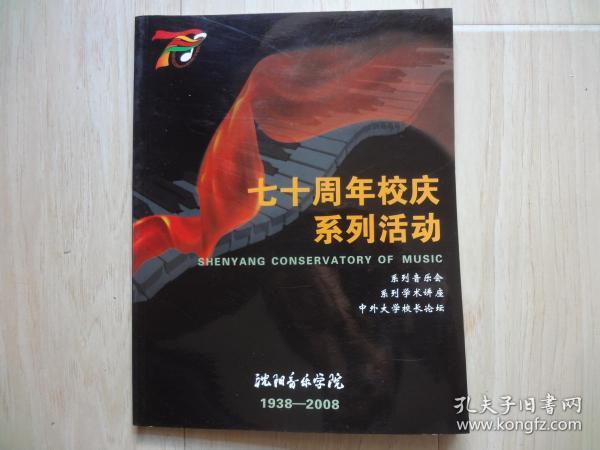 七十周年校庆
系列活动
SHENYANG CONSERVATORY OF MUSIC
系列音乐会
系列学术讲座
中外大学校长论坛
沈阳音乐学院
1938—2008
孔夫子旧书网
www.kongfz.com